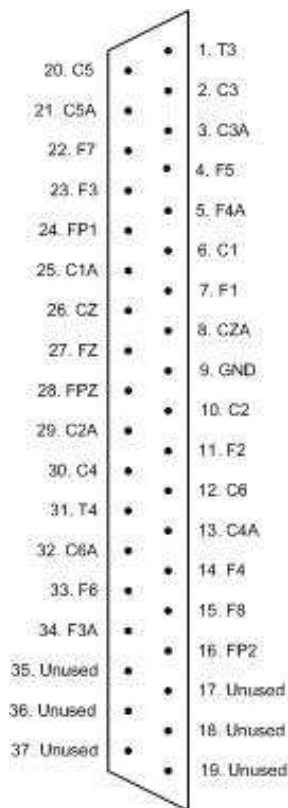 1. T3
2. C3
3. C3A
4. F5
5. F4A
6. C1
7. F1
8. CZA
9. GND
10. C2
11. F2
12. C6
13. C4A
14. F4
15. F8
16. FP2
17. Unused
18. Unused
19. Unused
20. C5
21 C5A
22. F7
23. F3
24. FP1
25. C1A
26. CZ
27. FZ
28. FPZ
29. C2A
30. C4
31. T4
32. C6A
33. F6
34. F3A
35. Unused
36. Unused
37. Unused